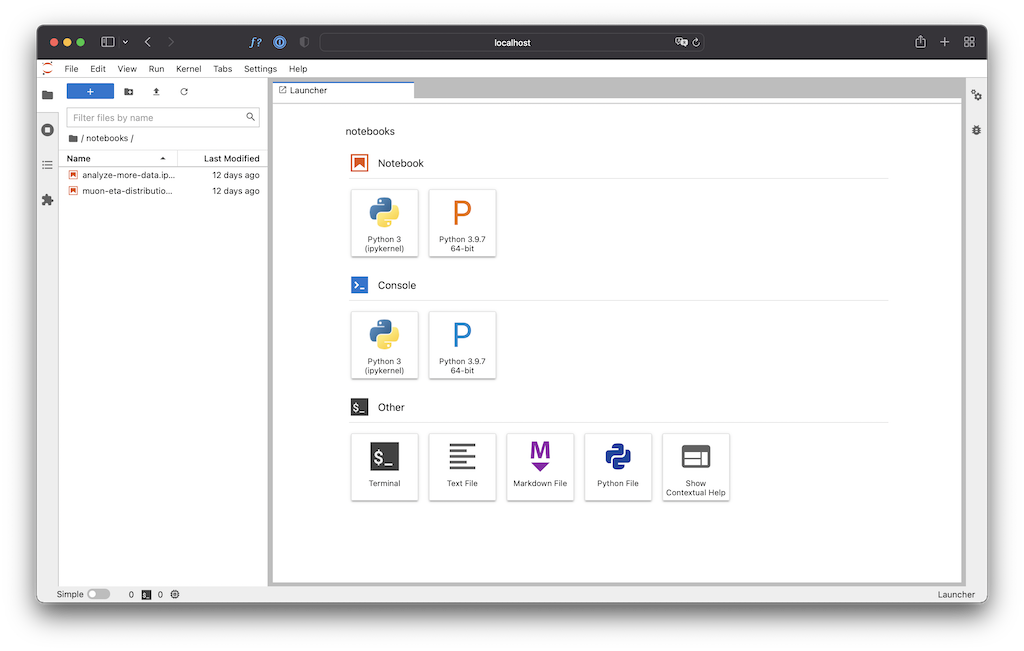 f?
localhost
File Edit View Run Kernel Tabs Settings Help
+
Filter files by name
/ notebooks /
Name Last Modified
analyze-more-data.ip... 12 days ago
muon-eta-distributio... 12 days ago
Launcher
notebooks
Notebook
Python 3
(ipykernel)
P
Python 3.9.7
64-bit
>_ Console
Python 3
(ipykernel)
P
Python 3.9.7
64-bit
$_ Other
$_
Terminal
Text File
M
Markdown File
Python File
Show
Contextual Help
Simple 0 $_ 0 Launcher